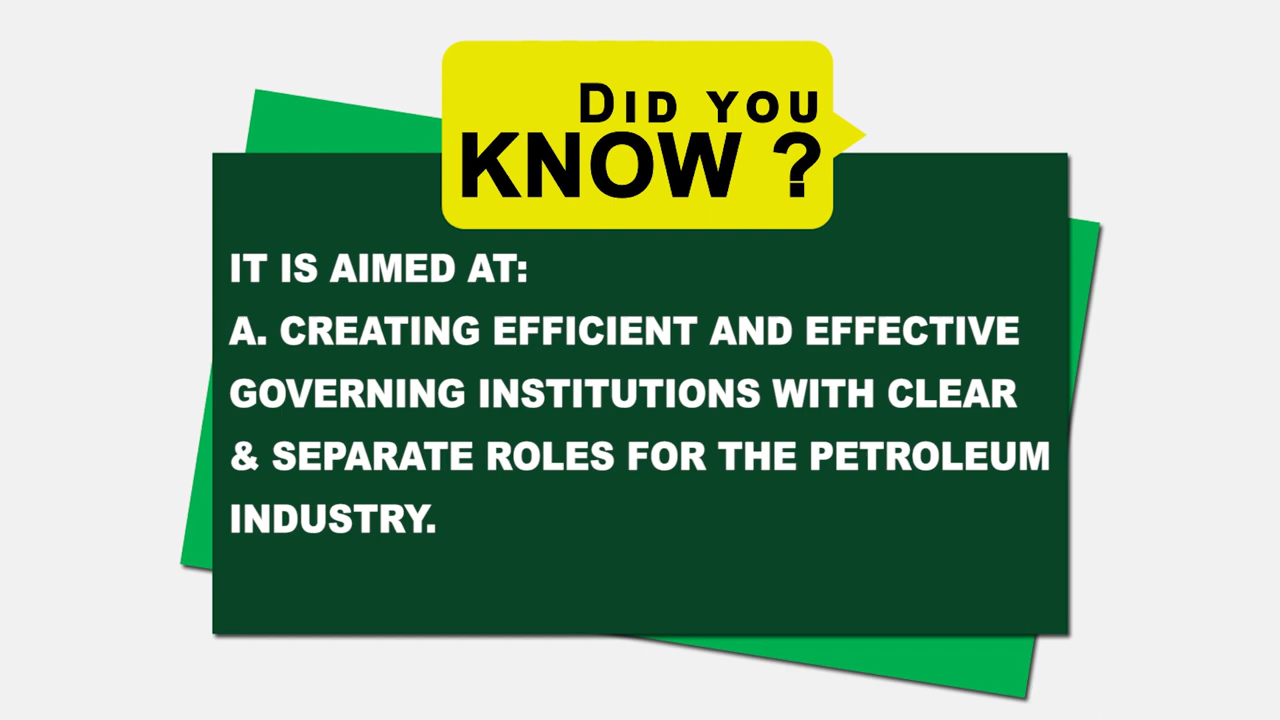 DID YOU
KNOW ?
IT IS AIMED AT:
A. CREATING EFFICIENT AND EFFECTIVE
GOVERNING INSTITUTIONS WITH CLEAR
& SEPARATE ROLES FOR THE PETROLEUM
INDUSTRY.